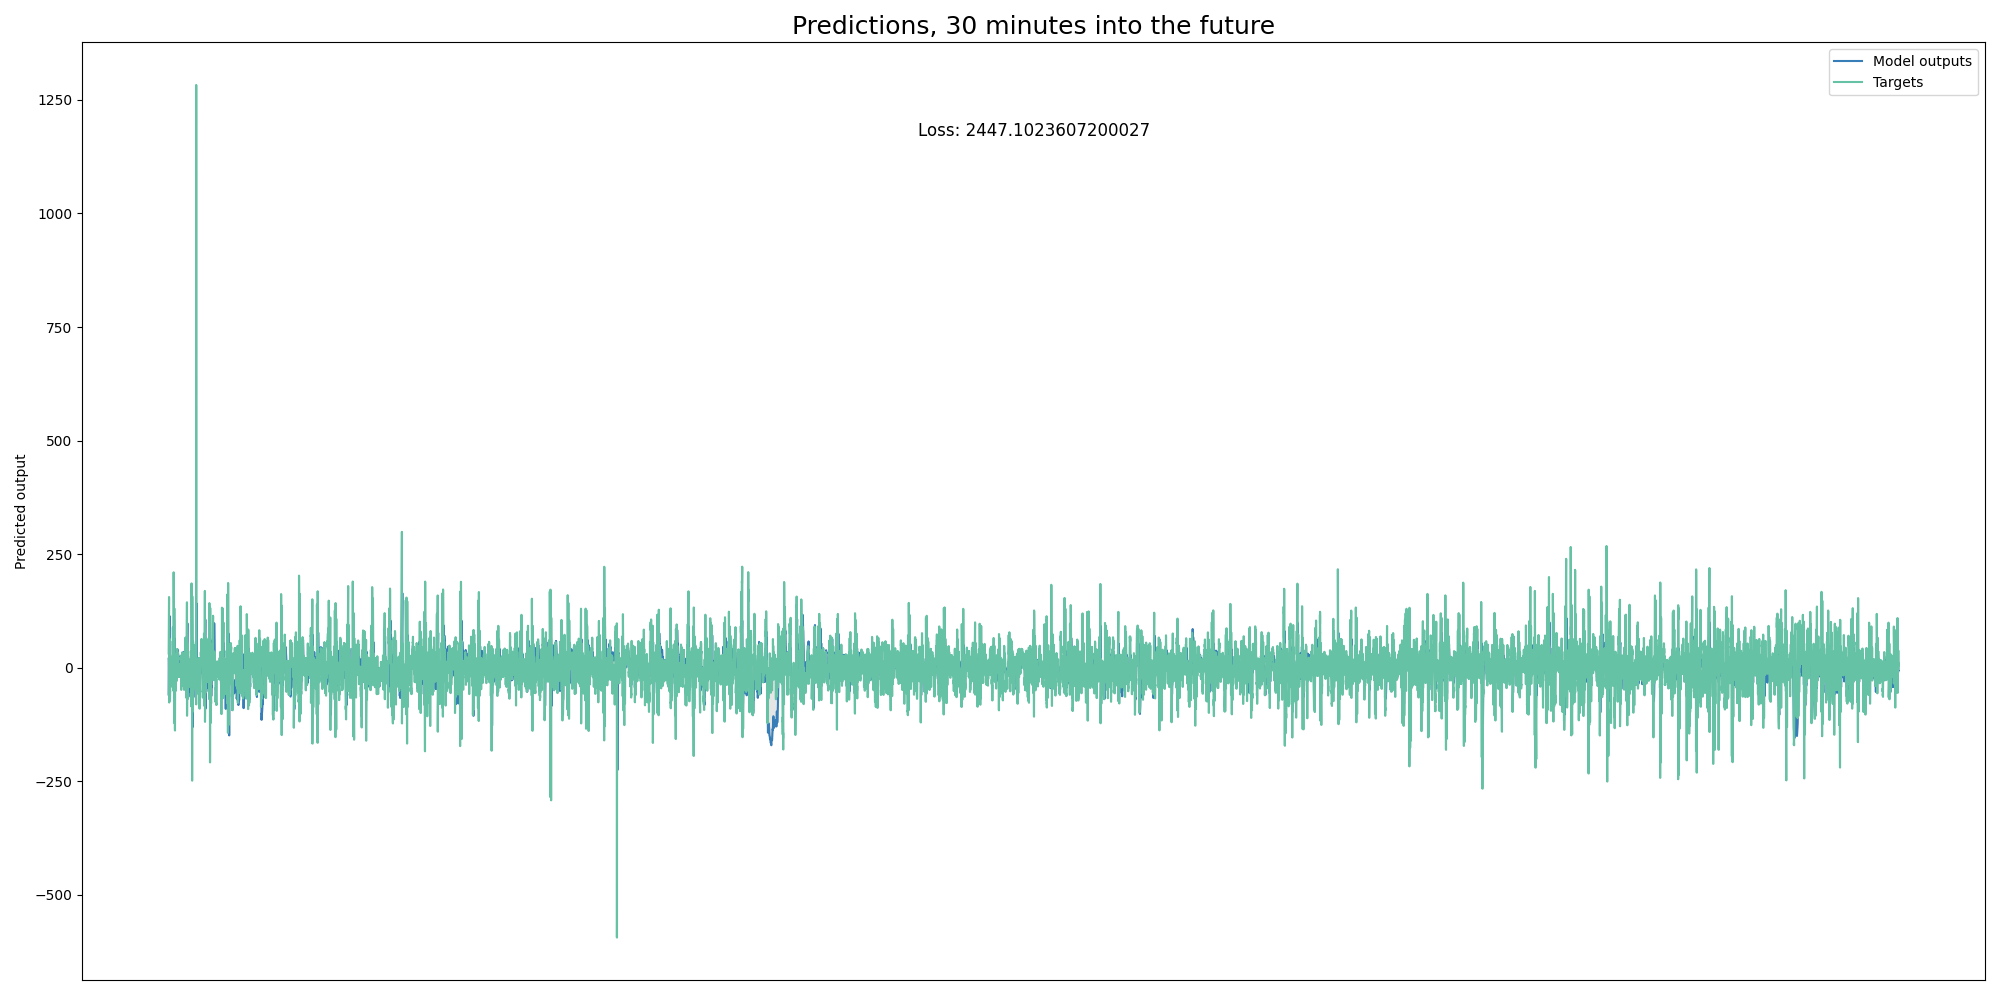 Predictions, 30 minutes into the future
Model outputs
Targets
Loss: 2447.1023607200027
Predicted output
1250
1000
750
500
250
0
−250
−500